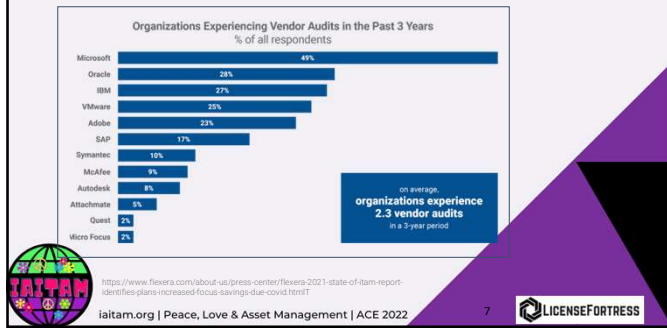 Organizations Experiencing Vendor Audits in the Past 3 Years
% of all respondents
Microsoft 49%
Oracle 28%
IBM 27%
VMware 25%
Adobe 23%
SAP 17%
Symantec 10%
McAfee 9%
Autodesk 8%
Attachmate 5%
Quest 2%
Micro Focus 2%
on average,
organizations experience
2.3 vendor audits
in a 3-year period
IAITAM
https://www.flexera.com/about-us/press-center/flexera-2021-state-of-itam-report-
identifies-plans-increased-focus-savings-due-covid.htmlT
iaitam.org | Peace, Love & Asset Management | ACE 2022
7
LICENSEFORTRESS